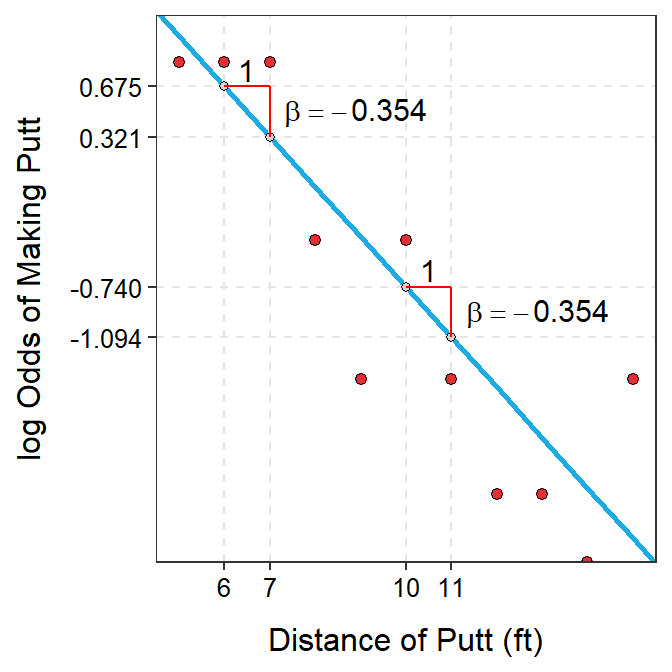 log Odds of Making Putt
0.675
0.321
-0.740
-1.094
1
β = −0.354
1
β = −0.354
6 7 10 11
Distance of Putt (ft)